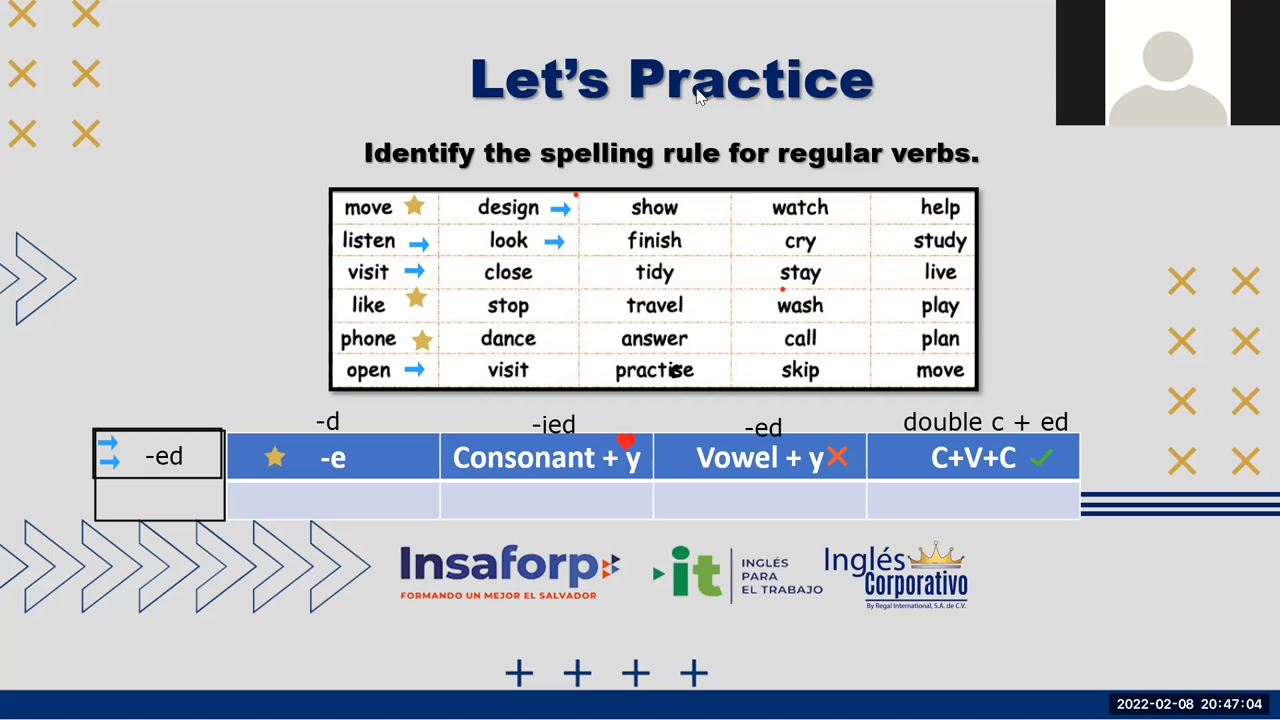 Let's Practice
Identify the spelling rule for regular verbs.
move design show watch help
listen look finish cry study
visit close tidy stay live
like stop travel wash play
phone dance answer call plan
open visit practise skip move
-d -ied -ed double c + ed
-ed -e Consonant + y Vowel + y C+V+C
Insaforp
FORMANDO UN MEJOR EL SALVADOR
it
INGLÉS
PARA
EL TRABAJO
Inglés
Corporativo
By Regal International, S.A. de C.V.
2022-02-08 20:47:04